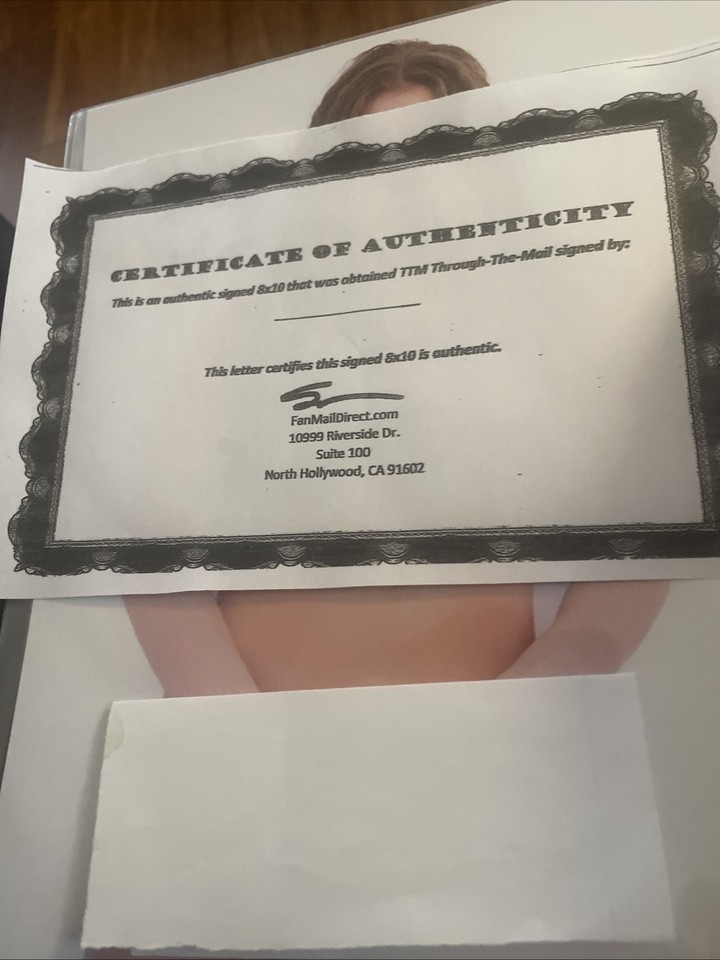 CERTIFICATE OF AUTHENTICITY
This is an authentic signed 8x10 that was obtained TTM Through-The-Mail signed by:
This letter certifies this signed 8x10 is authentic.
FanMailDirect.com
10999 Riverside Dr.
Suite 100
North Hollywood, CA 91602